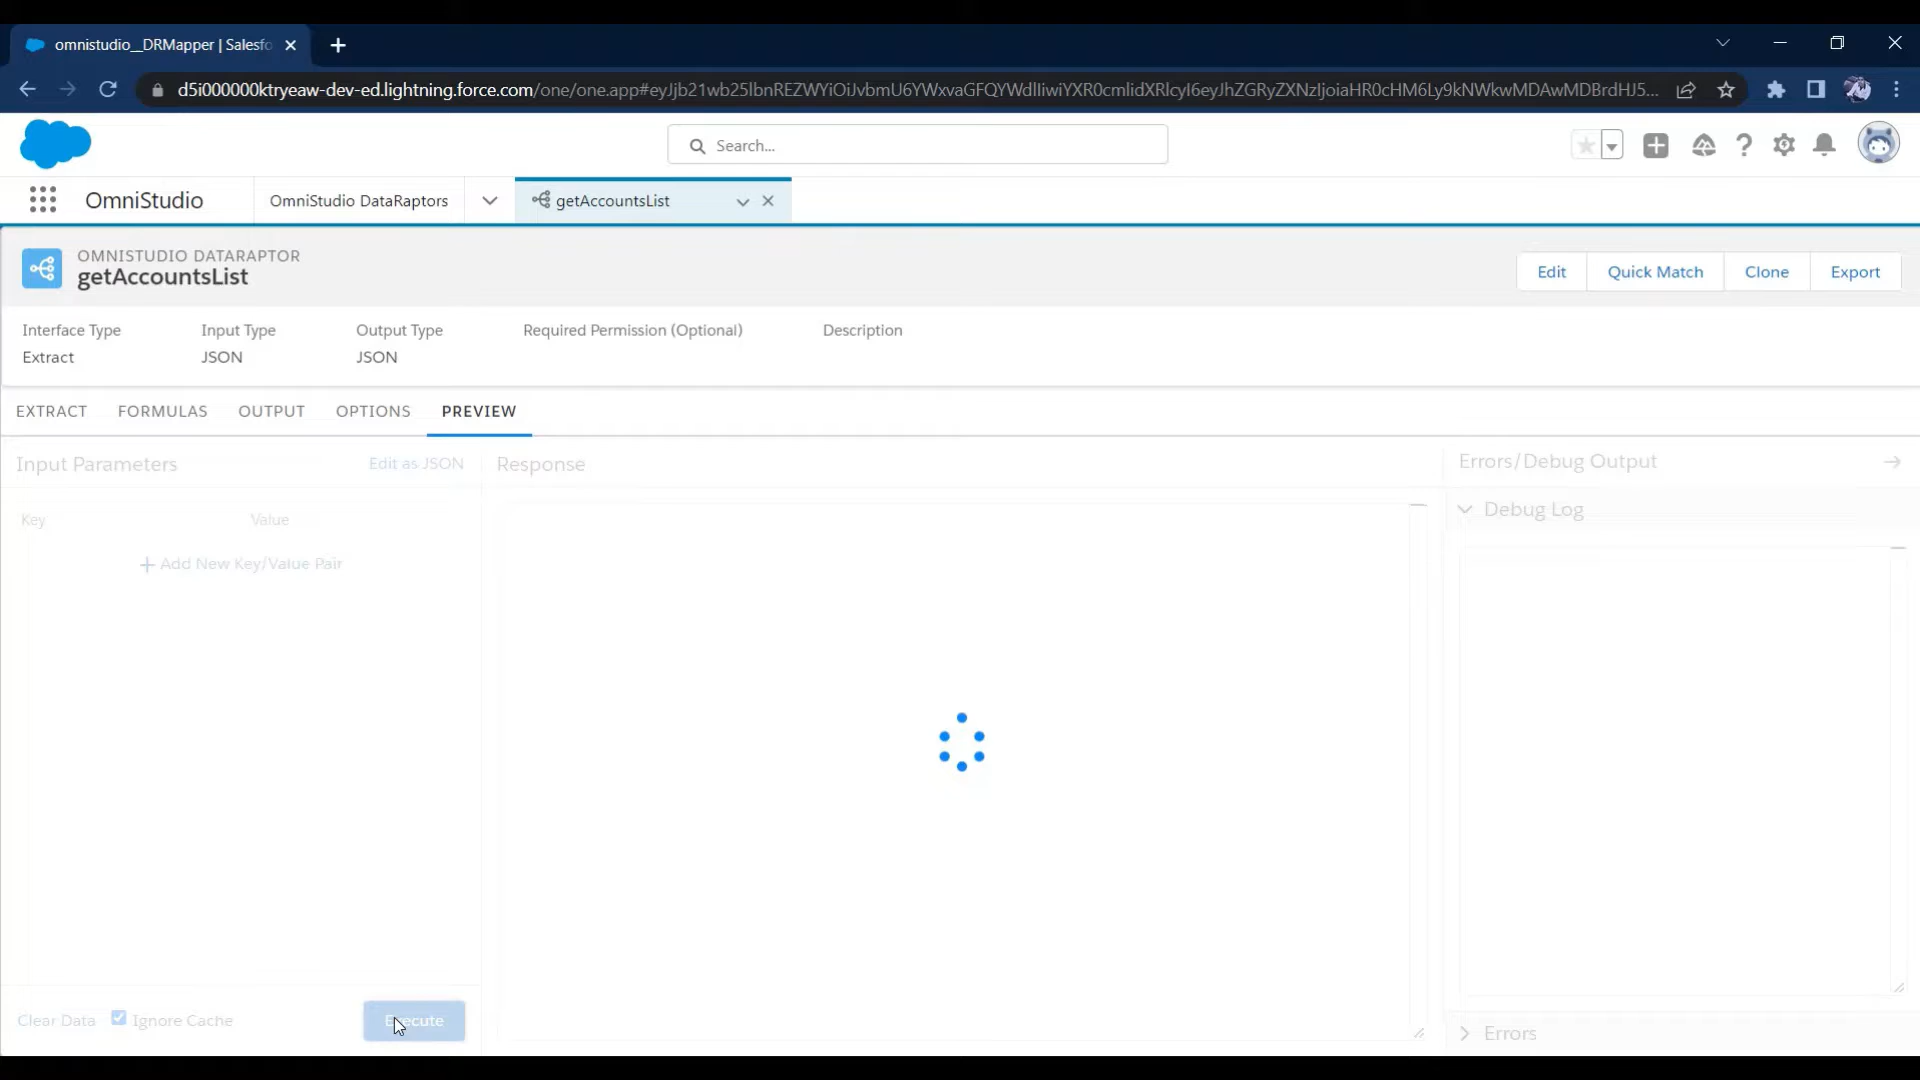 omnistudio__DRMapper | Salesfo
d5i000000ktryeaw-dev-ed.lightning.force.com/one/one.app#eyJjb21wb25lbnREZWYiOiJvbmU6YWxvaGFQYWdlIiwiYXR0cmlidXRlcyI6eyJhZGRyZXNzIjoiaHR0cHM6Ly9kNWkwMDAwMDBrdHJ5...
Search...
OmniStudio
OmniStudio DataRaptors
getAccountsList
OMNISTUDIO DATARAPTOR
getAccountsList
Edit
Quick Match
Clone
Export
Interface Type
Input Type
Output Type
Required Permission (Optional)
Description
Extract
JSON
JSON
EXTRACT
FORMULAS
OUTPUT
OPTIONS
PREVIEW
Input Parameters
Edit as JSON
Response
Errors/Debug Output
Key
Value
Debug Log
Add New Key/Value Pair
Clear Data
Ignore Cache
Execute
Errors